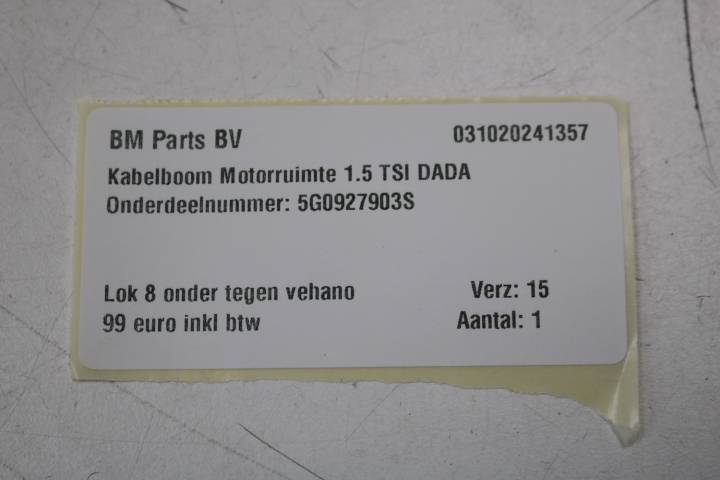 BM Parts BV 031020241357
Kabelboom Motorruimte 1.5 TSI DADA
Onderdeelnummer: 5G0927903S
Lok 8 onder tegen vehano Verz: 15
99 euro inkl btw Aantal: 1